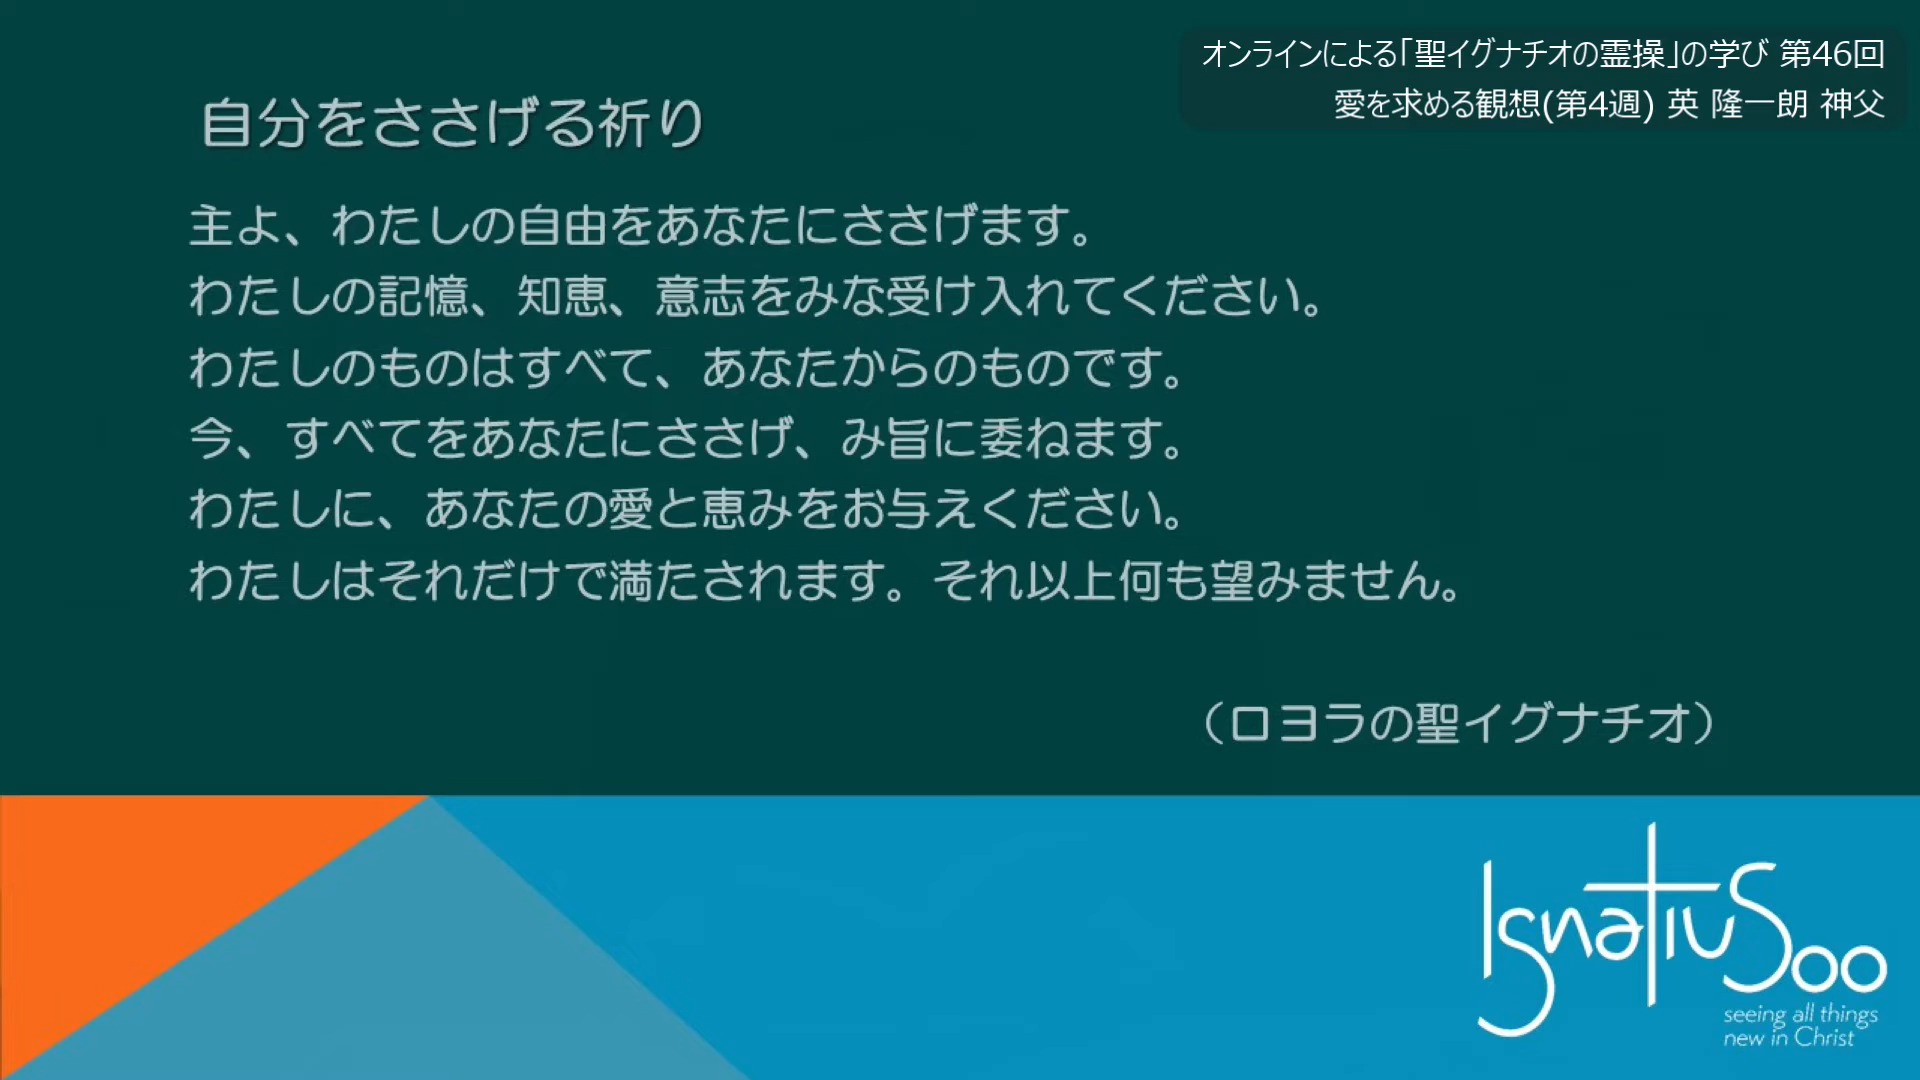 オンラインによる「聖イグナチオの霊操」の学び 第46回
愛を求める観想(第4週) 英 隆一朗 神父
自分をささげる祈り
主よ、わたしの自由をあなたにささげます。
わたしの記憶、知恵、意志をみな受け入れてください。
わたしのものはすべて、あなたからのものです。
今、すべてをあなたにささげ、み旨に委ねます。
わたしに、あなたの愛と恵みをお与えください。
わたしはそれだけで満たされます。それ以上何も望みません。
（ロヨラの聖イグナチオ）
Ignatius500
seeing all things
new in Christ